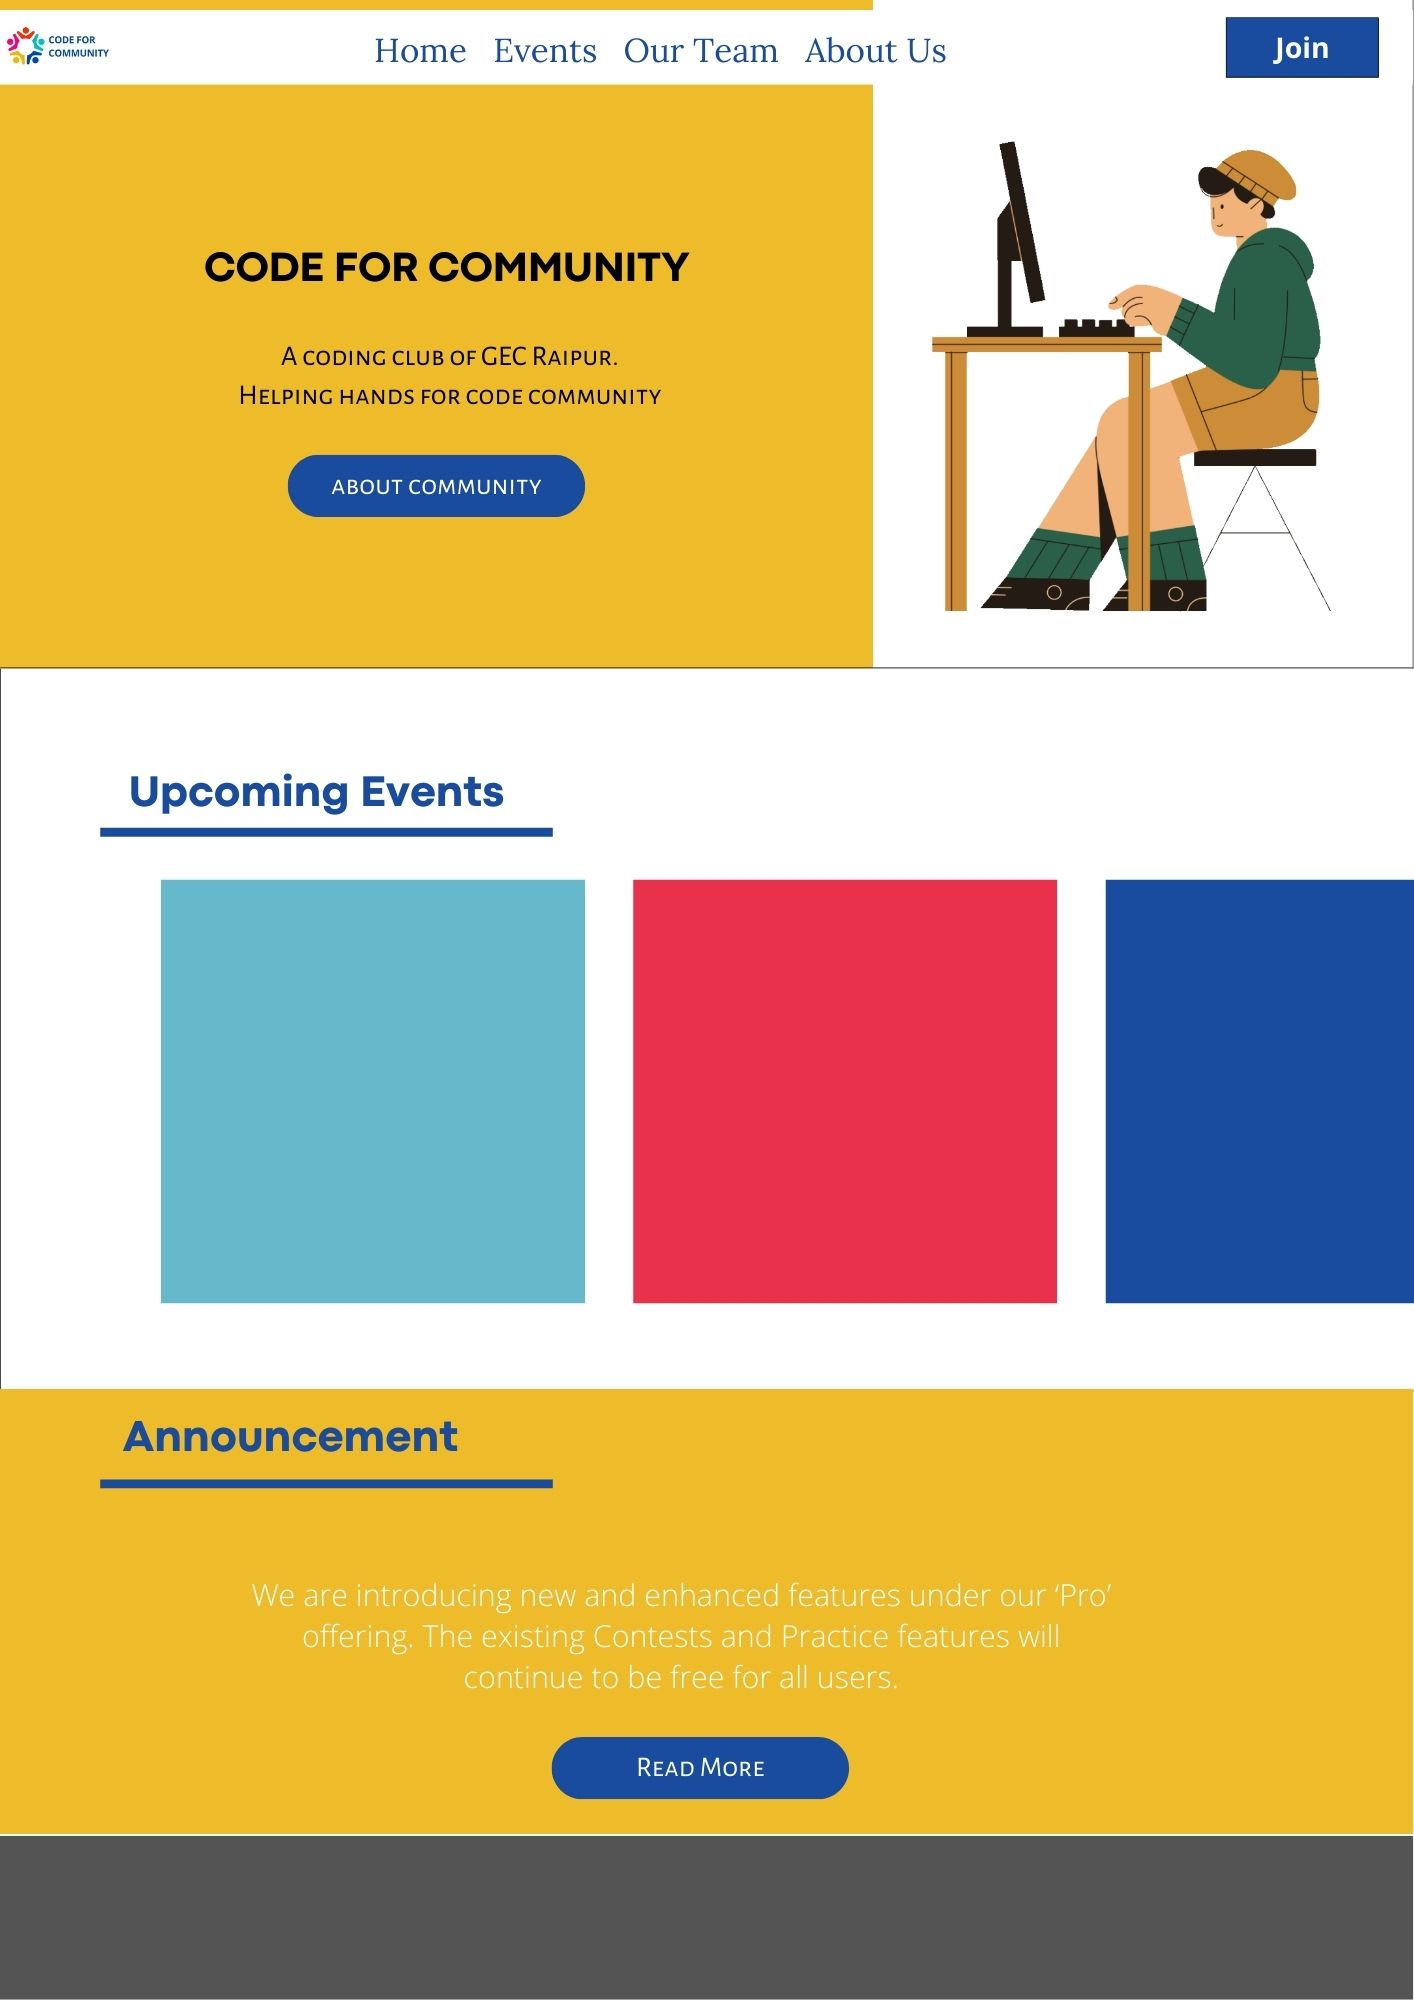 CODE FOR
COMMUNITY
Home Events Our Team About Us
Join
CODE FOR COMMUNITY
A coding club of GEC Raipur.
Helping hands for code community
about community
Upcoming Events
Announcement
We are introducing new and enhanced features under our ‘Pro’
offering. The existing Contests and Practice features will
continue to be free for all users.
Read More